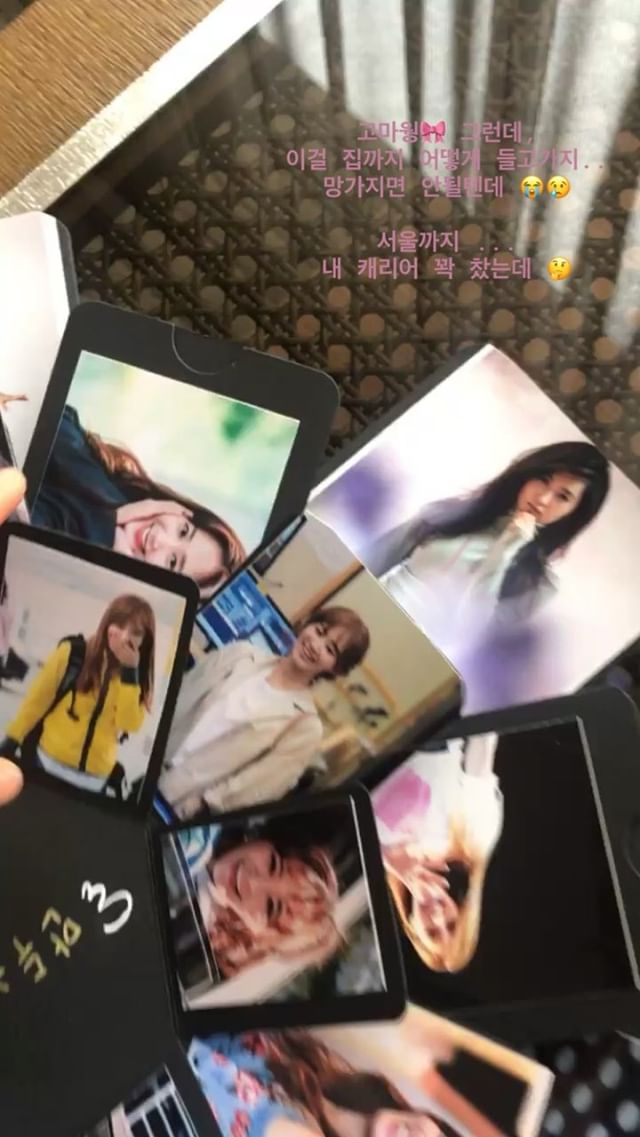 고마웡🎀 그런데,
이걸 집까지 어떻게 들고가지..
망가지면 안될텐데 😭😢
서울까지 ...
내 캐리어 꽉 찼는데 🤔